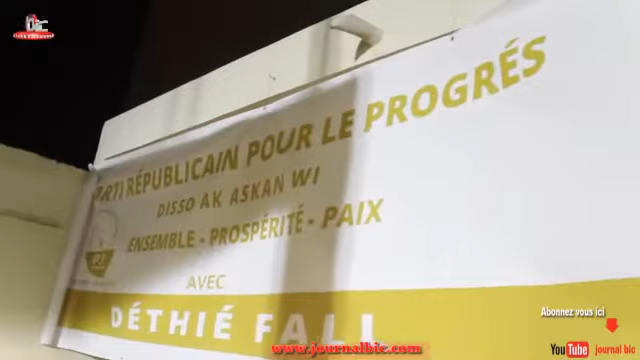 PARTI RÉPUBLICAIN POUR LE PROGRÉS
DISSO AK ASKAN WI
ENSEMBLE - PROSPÉRITÉ - PAIX
AVEC
DÉTHIÉ FALL
www.journalbic.com
Abonnez vous ici
YouTube journal bic